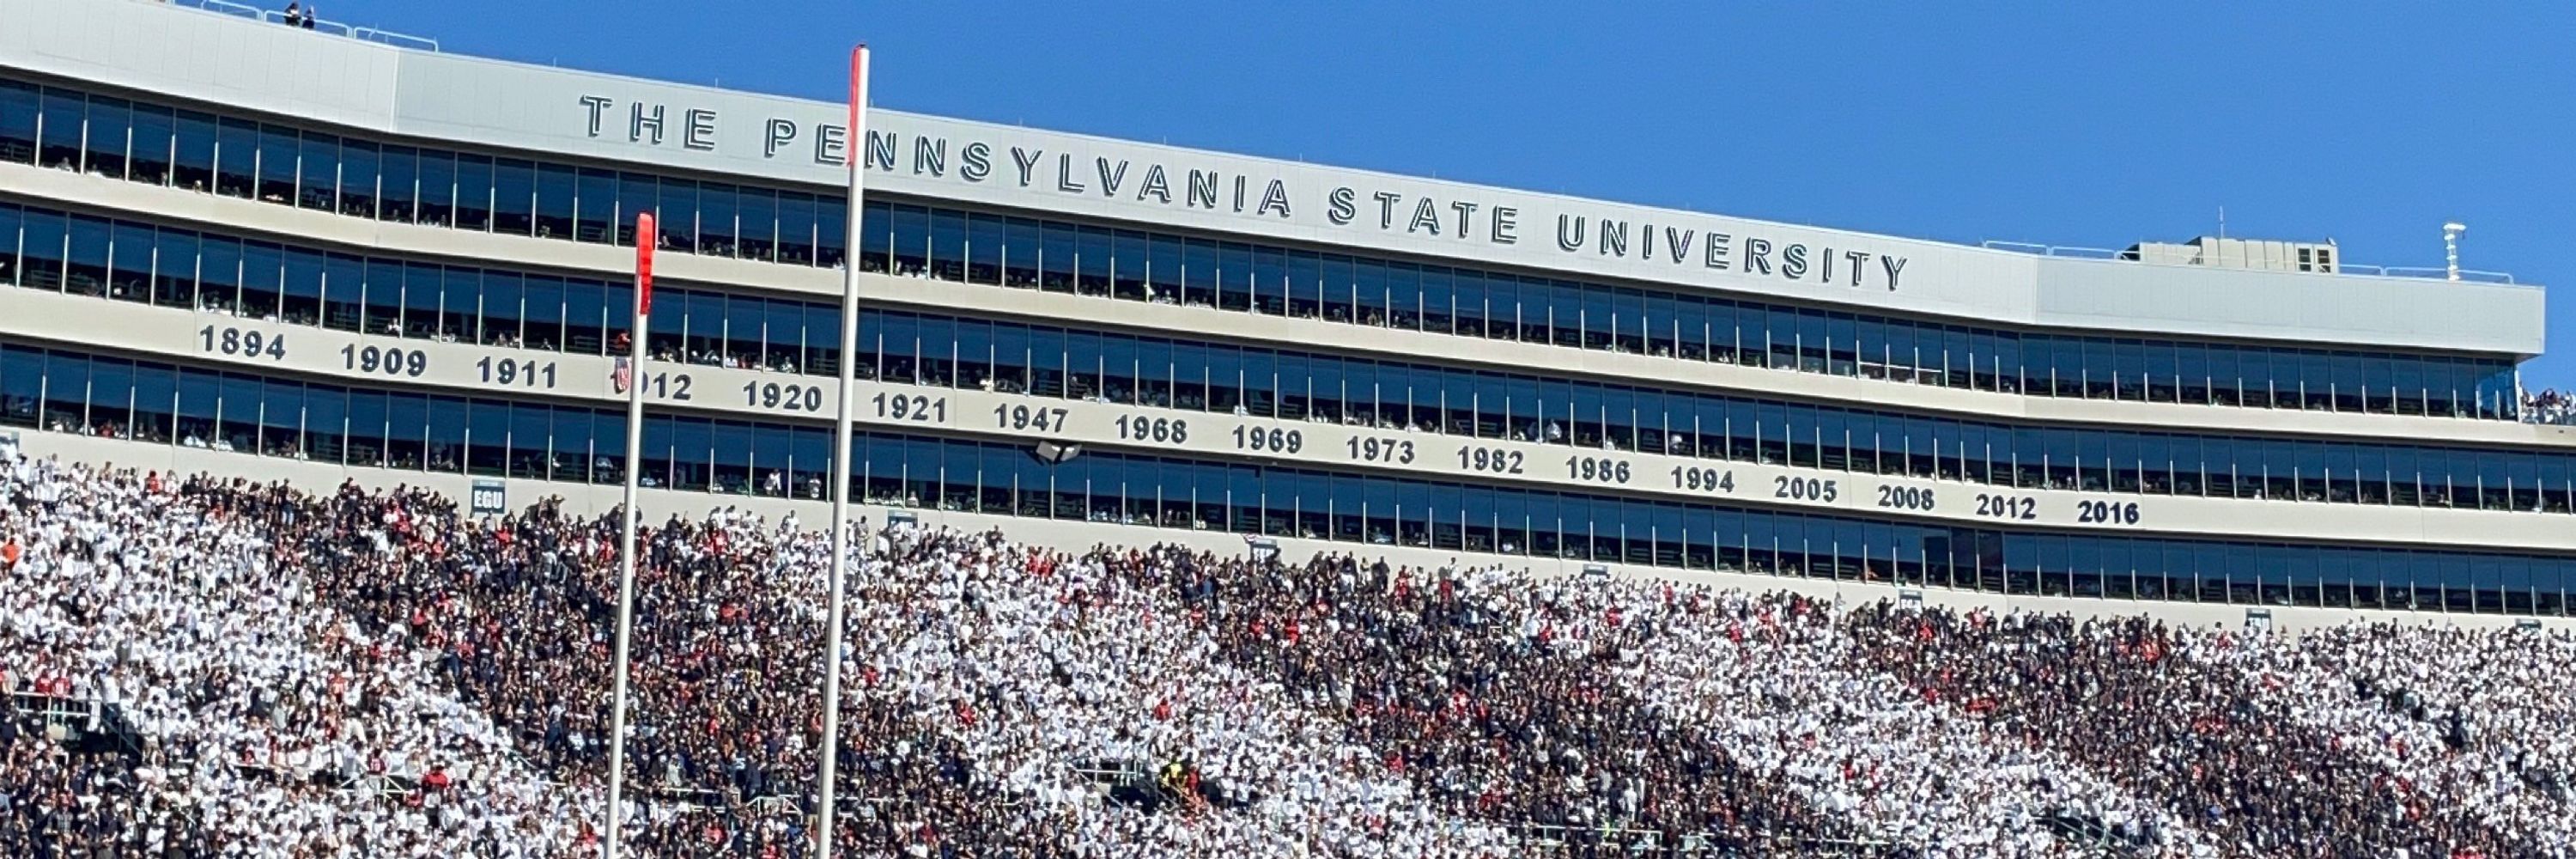 THE PENNSYLVANIA STATE UNIVERSITY
1894 1909 1911 1912 1920 1921 1947 1968 1969 1973 1982 1986 1994 2005 2008 2012 2016
EGU